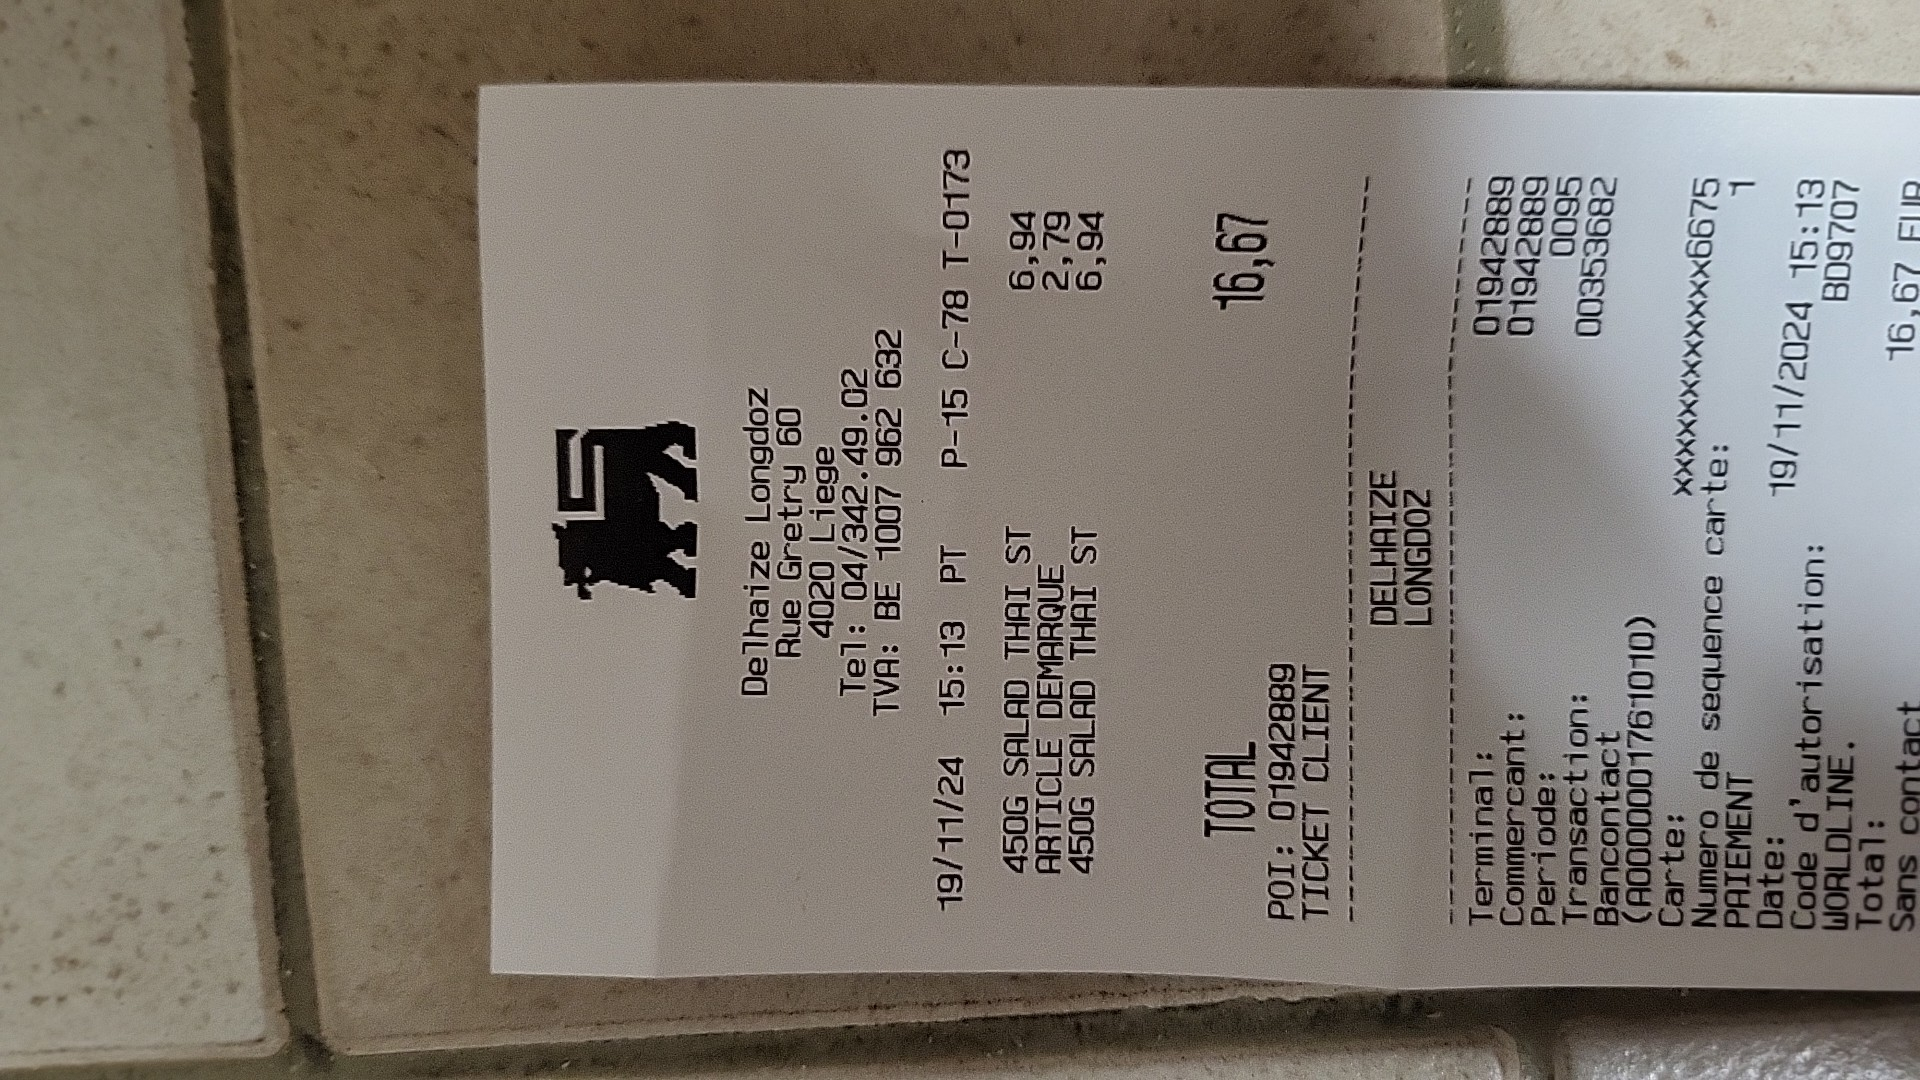 Delhaize Longdoz
Rue Gretry 60
4020 Liege
Tel: 04/342.49.02
TVA: BE 1007 962 632
19/11/24 15:13 PT P-15 C-78 T-0173
450G SALAD THAI ST 6,94
ARTICLE DEMARQUE 2,79
450G SALAD THAI ST 6,94
TOTAL 16,67
POI: 01942889
TICKET CLIENT
DELHAIZE
LONGDOZ
Terminal: 01942889
Commercant: 01942889
Periode: 0095
Transaction: 00353682
Bancontact
(A0000001761010)
Carte: xxxxxxxxxxxxx6675
Numero de sequence carte: 1
PAIEMENT
Date: 19/11/2024 15:13
Code d'autorisation: BD9707
WORLDLINE.
Total: 16,67 EUR
Sans contact